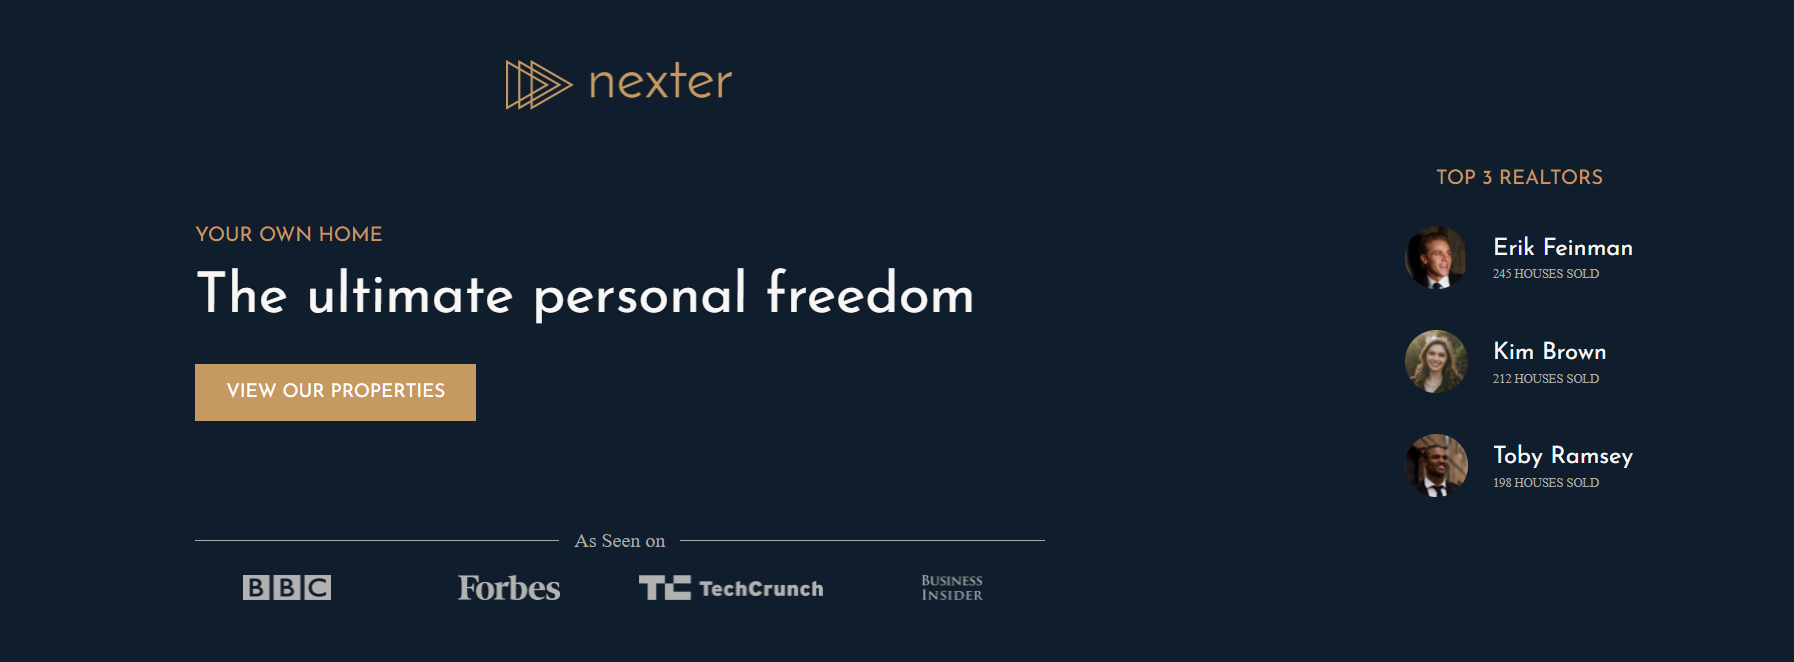 nexter
YOUR OWN HOME
The ultimate personal freedom
VIEW OUR PROPERTIES
As Seen on
BBC
Forbes
TC TechCrunch
BUSINESS
INSIDER
TOP 3 REALTORS
Erik Feinman
245 HOUSES SOLD
Kim Brown
212 HOUSES SOLD
Toby Ramsey
198 HOUSES SOLD